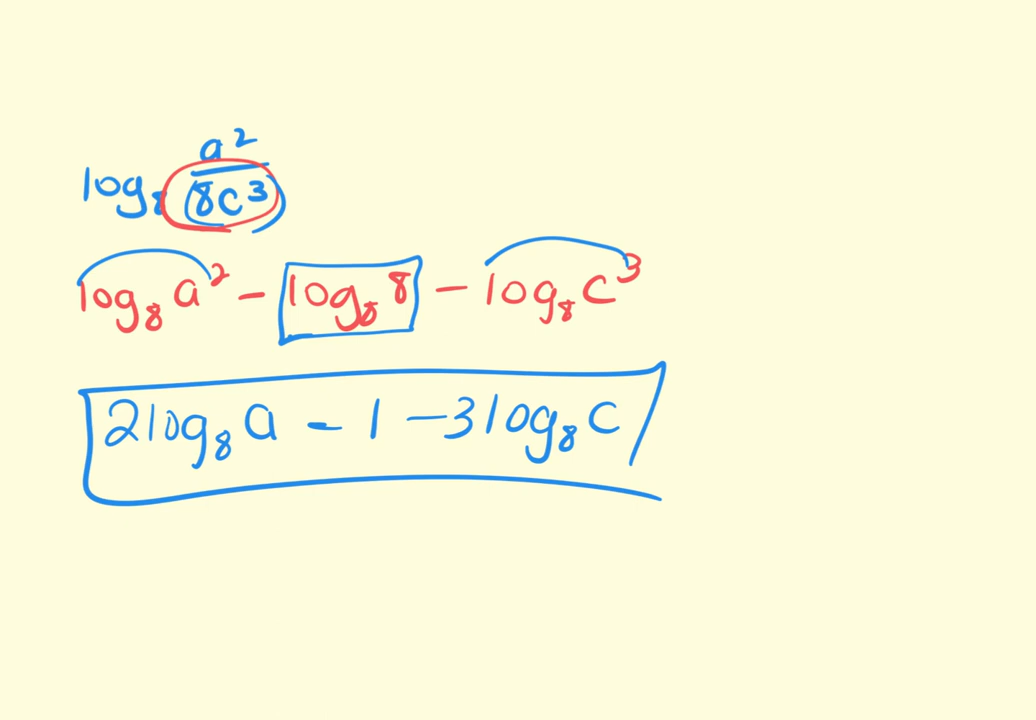 log₈ (a²/8c³)
log₈ a² - log₈ 8 - log₈ c³
2log₈ a - 1 - 3log₈ c